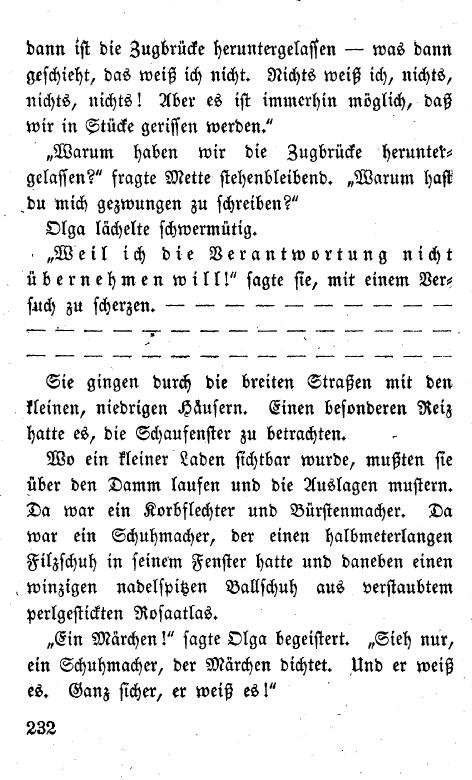 dann ist die Zugbrücke heruntergelassen — was dann
geschieht, das weiß ich nicht. Nichts weiß ich, nichts,
nichts, nichts! Aber es ist immerhin möglich, daß
wir in Stücke gerissen werden.“
„Warum haben wir die Zugbrücke herunter-
gelassen?“ fragte Mette stehenbleibend. „Warum hast
du mich gezwungen zu schreiben?“
Olga lächelte schwermütig.
„Weil ich die Verantwortung nicht
übernehmen will!“ sagte sie, mit einem Ver-
such zu scherzen. — — — — — — — — — — —
— — — — — — — — — — — — — — — —
— — — — — — — — — — — — — — — —
Sie gingen durch die breiten Straßen mit den
kleinen, niedrigen Häusern. Einen besonderen Reiz
hatte es, die Schaufenster zu betrachten.
Wo ein kleiner Laden sichtbar wurde, mußten sie
über den Damm laufen und die Auslagen mustern.
Da war ein Korbflechter und Bürstenmacher. Da
war ein Schuhmacher, der einen halbmeterlangen
Filzschuh in seinem Fenster hatte und daneben einen
winzigen nadelspitzen Ballschuh aus verstaubtem
perlgestickten Rosaatlas.
„Ein Märchen!“ sagte Olga begeistert. „Sieh nur,
ein Schuhmacher, der Märchen dichtet. Und er weiß
es. Ganz sicher, er weiß es!“
232